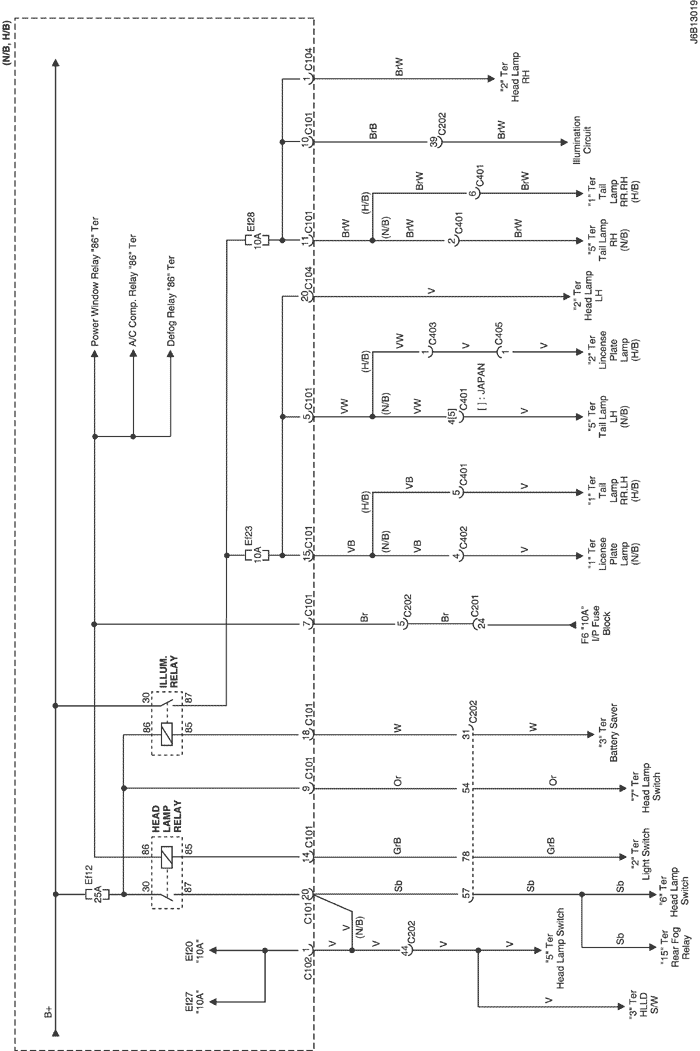 (N/B, H/B)
J6B13019
B+
Power Window Relay "86" Ter
A/C Comp. Relay "86" Ter
Defog Relay "86" Ter
Ef28
10A
Ef23
10A
Ef12
25A
ILLUM.
RELAY
30
87
86
85
HEAD
LAMP
RELAY
86
85
30
87
Ef20
"10A"
Ef27
"10A"
1 C104
BrW
"2" Ter
Head Lamp
RH
10 C101
BrB
39 C202
BrW
Illumination
Circuit
11 C101
BrW
(H/B)
BrW
6 C401
BrW
"1" Ter
Tail
Lamp
RR.RH
(H/B)
(N/B)
BrW
2 C401
BrW
"5" Ter
Tail Lamp
RH
(N/B)
20 C104
V
"2" Ter
Head Lamp
LH
5 C101
VW
(H/B)
VW
1 C403
V
1 C405
V
"2" Ter
Lincense
Plate
Lamp
(H/B)
(N/B)
VW
4[5] C401
[ ] : JAPAN
V
"5" Ter
Tail Lamp
LH
(N/B)
15 C101
VB
(H/B)
VB
5 C401
V
"1" Ter
Tail
Lamp
RR.LH
(H/B)
(N/B)
VB
4 C402
V
"1" Ter
License
Plate
Lamp
(N/B)
7 C101
Br
5 C202
Br
24 C201
F6 "10A"
I/P Fuse
Block
18 C101
W
31 C202
W
"3" Ter
Battery Saver
9 C101
Or
54
Or
"7" Ter
Head Lamp
Switch
14 C101
GrB
78
GrB
"2" Ter
Light Switch
20 C101
Sb
57
Sb
Sb
"6" Ter
Head Lamp
Switch
Sb
"15" Ter
Rear Fog
Relay
V
(N/B)
1 C102
V
V
44 C202
V
V
"5" Ter
Head Lamp Switch
V
"3" Ter
HLLD
S/W